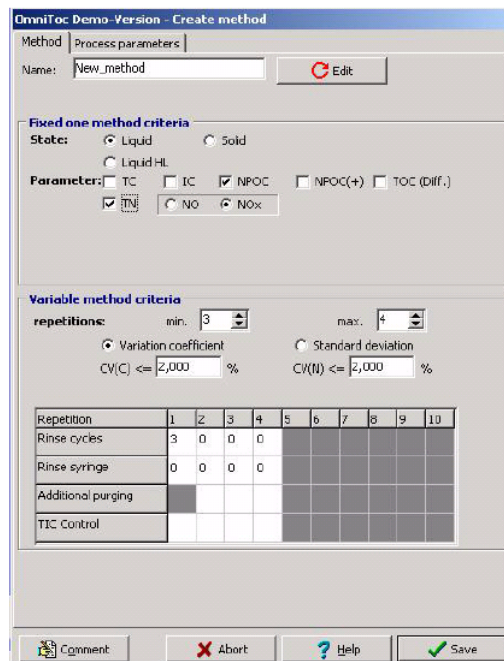 OmniToc Demo-Version - Create method
Method Process parameters
Name: New_method Edit
Fixed one method criteria
State: Liquid Solid
Liquid HL
Parameter: TC IC NPOC NPOC(+) TOC (Diff.)
TN NO NOx
Variable method criteria
repetitions: min. 3 max. 4
Variation coefficient Standard deviation
CV(C) <= 2,000 % CV(N) <= 2,000 %
Repetition 1 2 3 4 5 6 7 8 9 10
Rinse cycles 3 0 0 0
Rinse syringe 0 0 0 0
Additional purging
TIC Control
Comment Abort Help Save